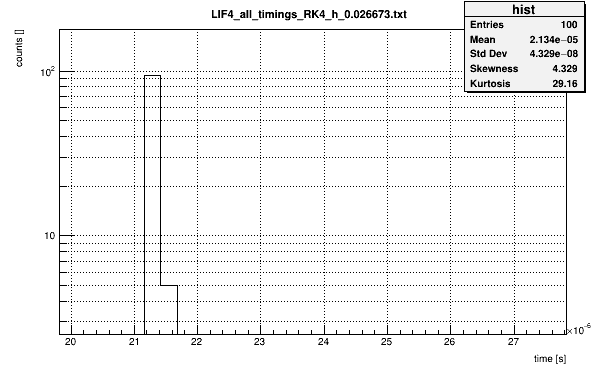 LIF4_all_timings_RK4_h_0.026673.txt
hist
Entries 100
Mean 2.134e−05
Std Dev 4.329e−08
Skewness 4.329
Kurtosis 29.16
counts []
10²
10
20 21 22 23 24 25 26 27
×10⁻⁶
time [s]